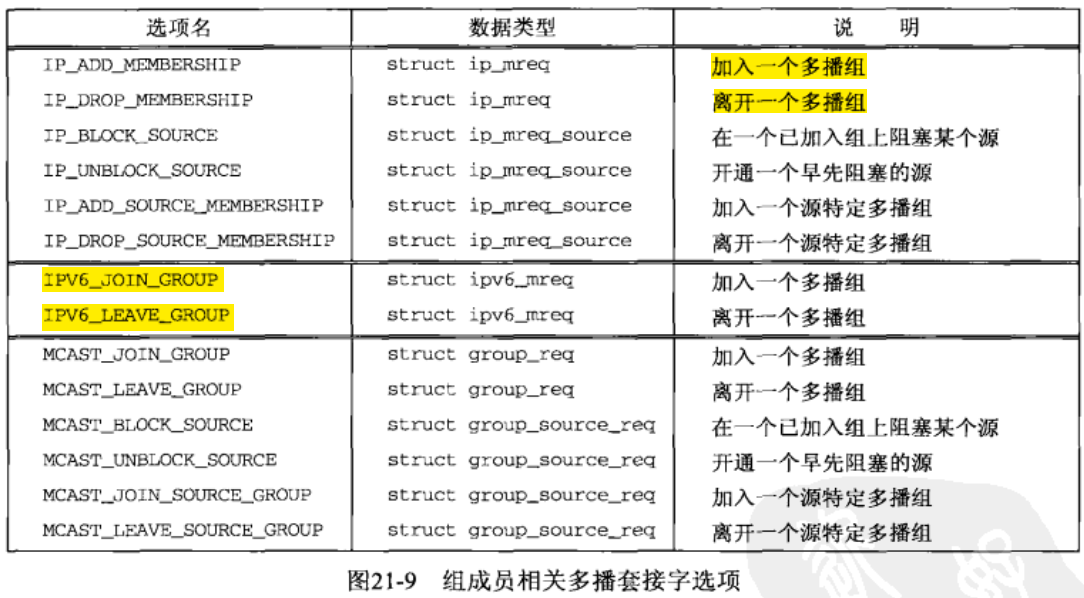 选项名 数据类型 说 明
IP_ADD_MEMBERSHIP struct ip_mreq 加入一个多播组
IP_DROP_MEMBERSHIP struct ip_mreq 离开一个多播组
IP_BLOCK_SOURCE struct ip_mreq_source 在一个已加入组上阻塞某个源
IP_UNBLOCK_SOURCE struct ip_mreq_source 开通一个早先阻塞的源
IP_ADD_SOURCE_MEMBERSHIP struct ip_mreq_source 加入一个源特定多播组
IP_DROP_SOURCE_MEMBERSHIP struct ip_mreq_source 离开一个源特定多播组
IPV6_JOIN_GROUP struct ipv6_mreq 加入一个多播组
IPV6_LEAVE_GROUP struct ipv6_mreq 离开一个多播组
MCAST_JOIN_GROUP struct group_req 加入一个多播组
MCAST_LEAVE_GROUP struct group_req 离开一个多播组
MCAST_BLOCK_SOURCE struct group_source_req 在一个已加入组上阻塞某个源
MCAST_UNBLOCK_SOURCE struct group_source_req 开通一个早先阻塞的源
MCAST_JOIN_SOURCE_GROUP struct group_source_req 加入一个源特定多播组
MCAST_LEAVE_SOURCE_GROUP struct group_source_req 离开一个源特定多播组
图21-9 组成员相关多播套接字选项